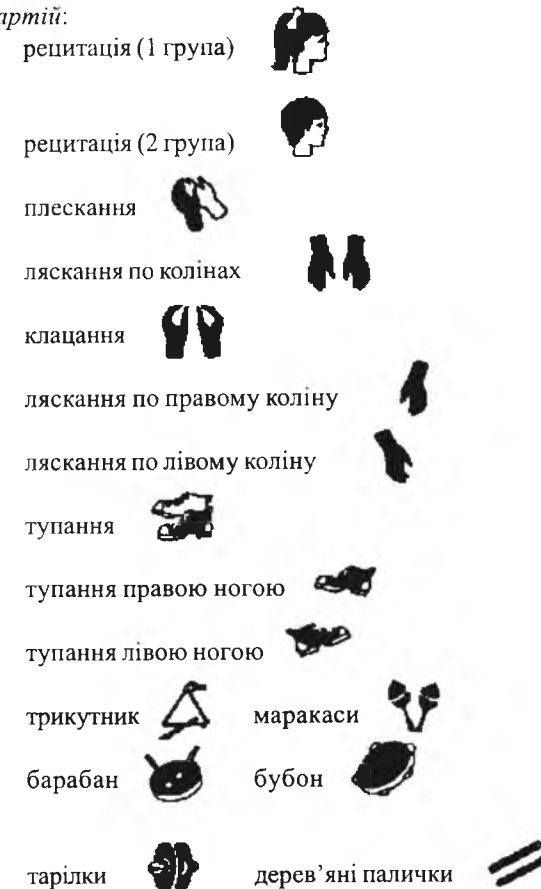 артій:
рецитація (1 група)
рецитація (2 група)
плескання
ляскання по колінах
клацання
ляскання по правому коліну
ляскання по лівому коліну
тупання
тупання правою ногою
тупання лівою ногою
трикутник маракаси
барабан бубон
тарілки дерев’яні палички